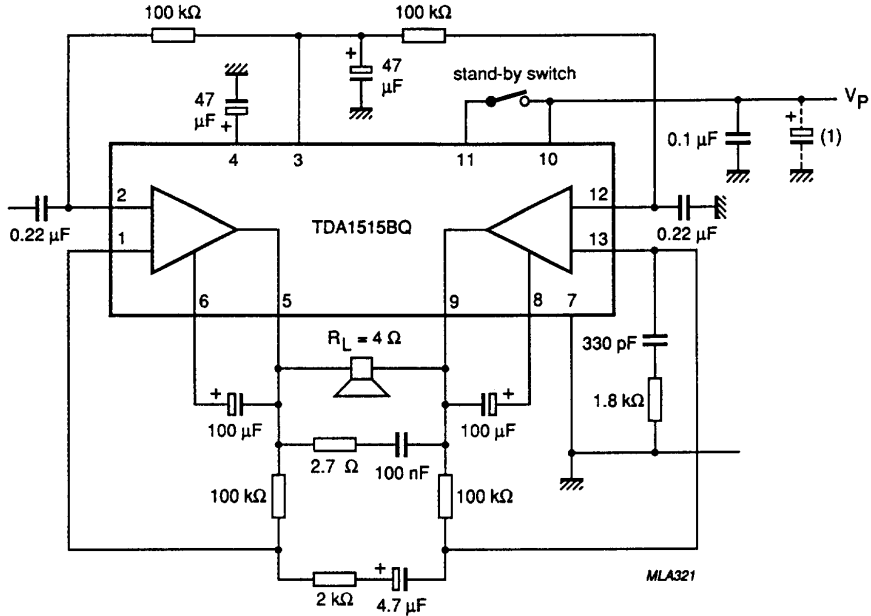 100 kΩ
100 kΩ
47
µF
+
47
µF
+
stand-by switch
VP
0.1 µF
+
(1)
4
3
11
10
2
12
0.22 µF
1
TDA1515BQ
13
0.22 µF
6
5
9
8
7
RL = 4 Ω
330 pF
+
100 µF
+
100 µF
1.8 kΩ
2.7 Ω
100 nF
100 kΩ
100 kΩ
+
2 kΩ
4.7 µF
MLA321